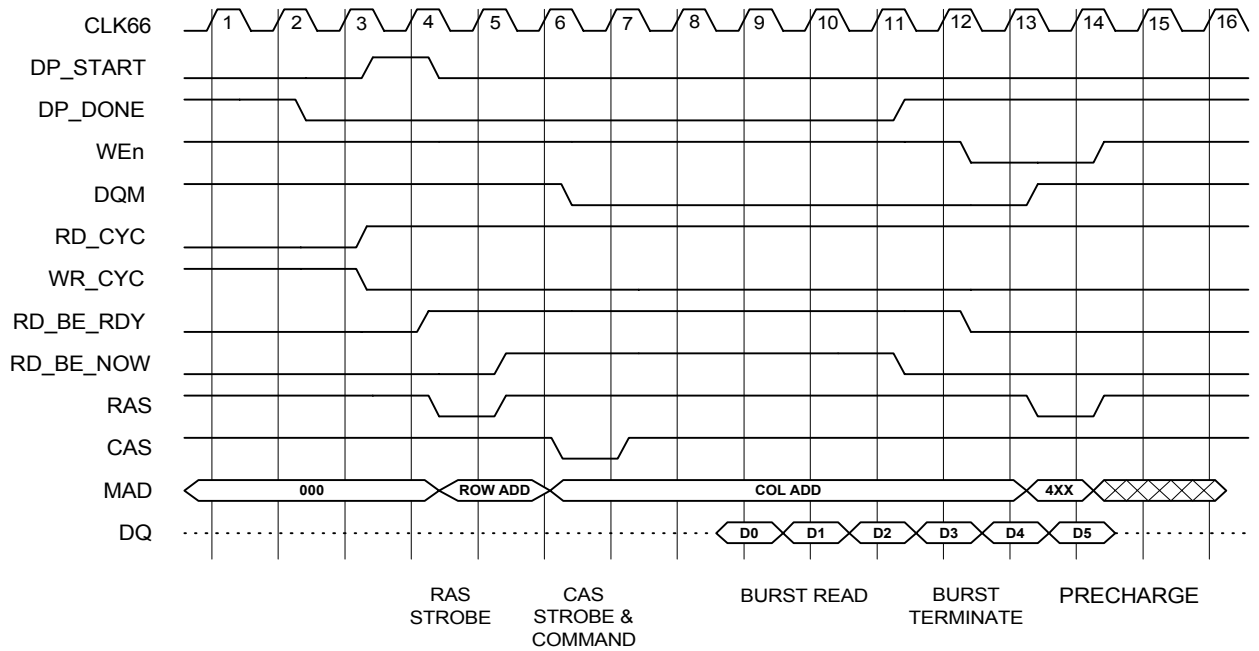 CLK66 1 2 3 4 5 6 7 8 9 10 11 12 13 14 15 16
DP_START
DP_DONE
WEn
DQM
RD_CYC
WR_CYC
RD_BE_RDY
RD_BE_NOW
RAS
CAS
MAD 000 ROW ADD COL ADD 4XX
DQ D0 D1 D2 D3 D4 D5
RAS
STROBE
CAS
STROBE &
COMMAND
BURST READ
BURST
TERMINATE
PRECHARGE